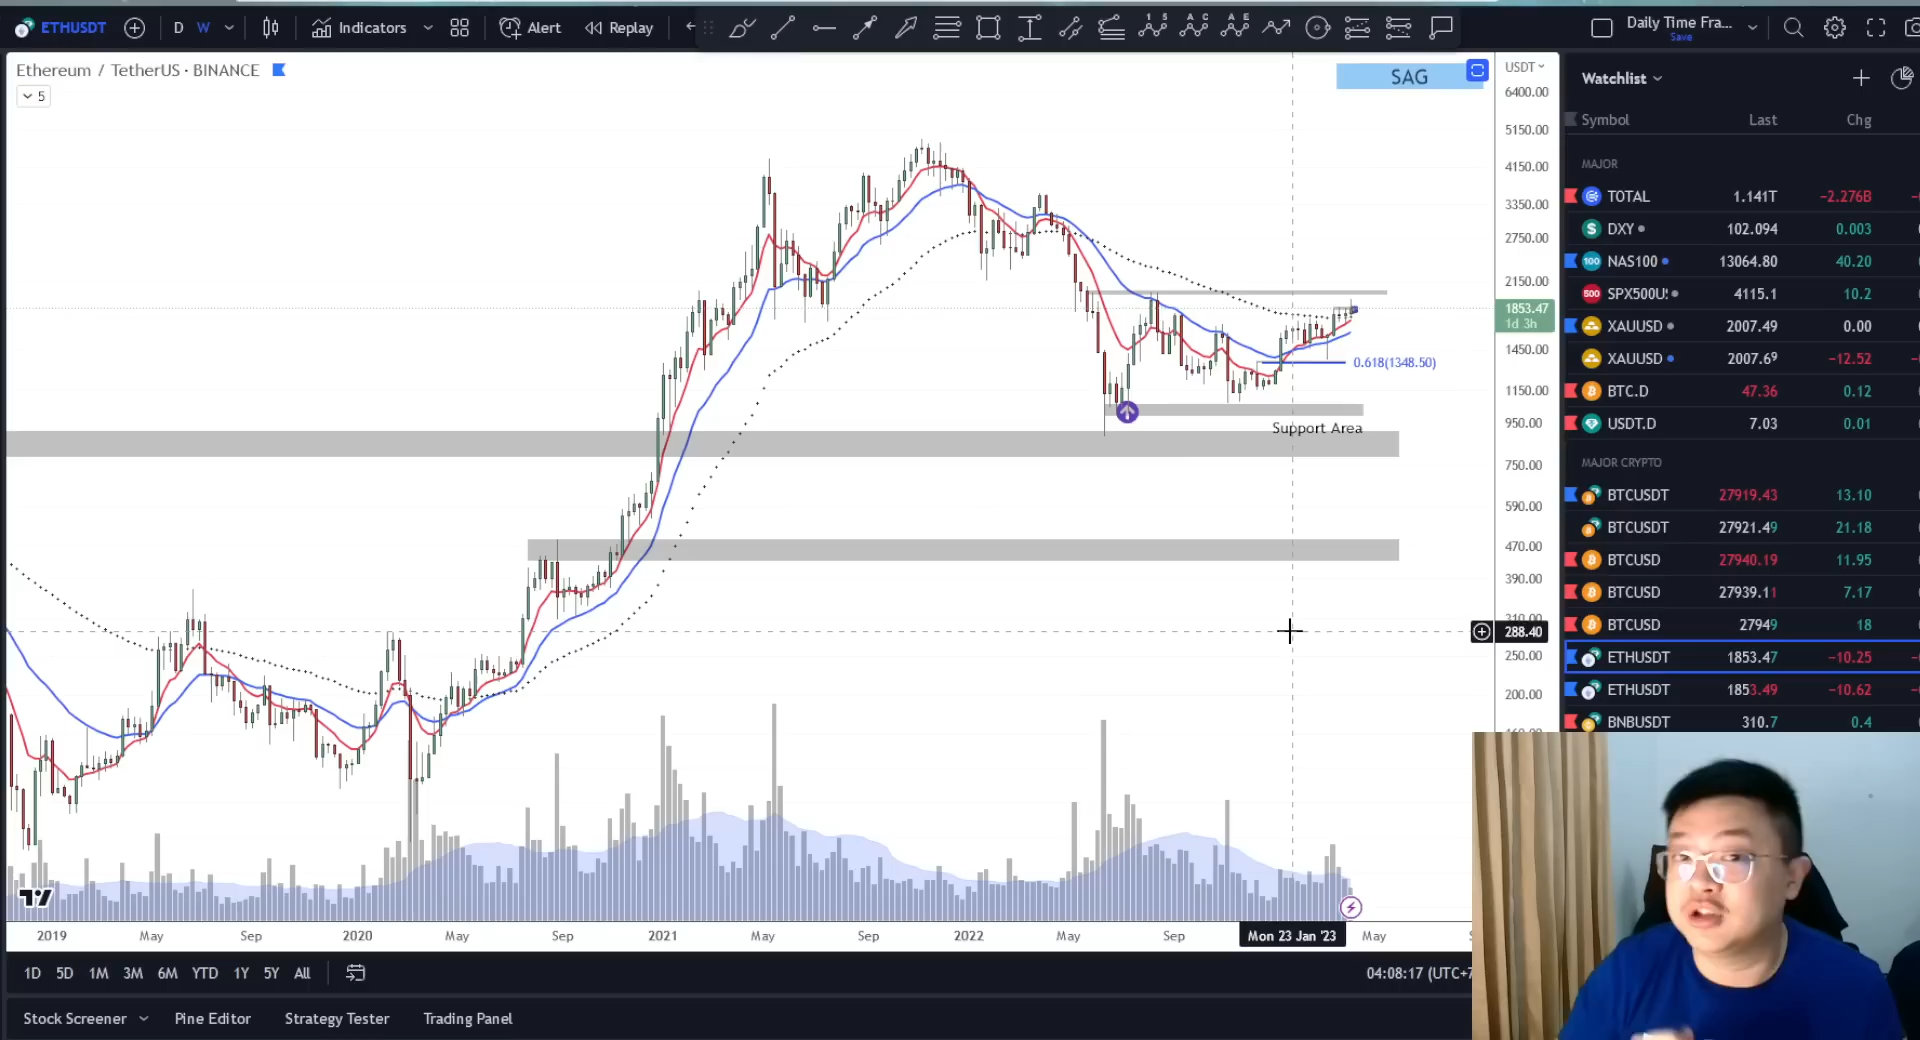 ETHUSDT D W Indicators Alert Replay Daily Time Fra...
Save
Ethereum / TetherUS · BINANCE
5
SAG
USDT
6400.00
5150.00
4150.00
3350.00
2750.00
2150.00
1853.47
1d 3h
1450.00
1150.00
950.00
750.00
590.00
470.00
390.00
310.00
288.40
250.00
200.00
0.618(1348.50)
Support Area
2019 May Sep 2020 May Sep 2021 May Sep 2022 May Sep Mon 23 Jan '23 May
1D 5D 1M 3M 6M YTD 1Y 5Y All
04:08:17 (UTC+7
Stock Screener Pine Editor Strategy Tester Trading Panel
Watchlist
Symbol Last Chg
MAJOR
TOTAL 1.141T −2.276B
DXY 102.094 0.003
NAS100 13064.80 40.20
SPX500U 4115.1 10.2
XAUUSD 2007.49 0.00
XAUUSD 2007.69 −12.52
BTC.D 47.36 0.12
USDT.D 7.03 0.01
MAJOR CRYPTO
BTCUSDT 27919.43 13.10
BTCUSDT 27921.49 21.18
BTCUSD 27940.19 11.95
BTCUSD 27939.11 7.17
BTCUSD 27949 18
ETHUSDT 1853.47 −10.25
ETHUSDT 1853.49 −10.62
BNBUSDT 310.7 0.4